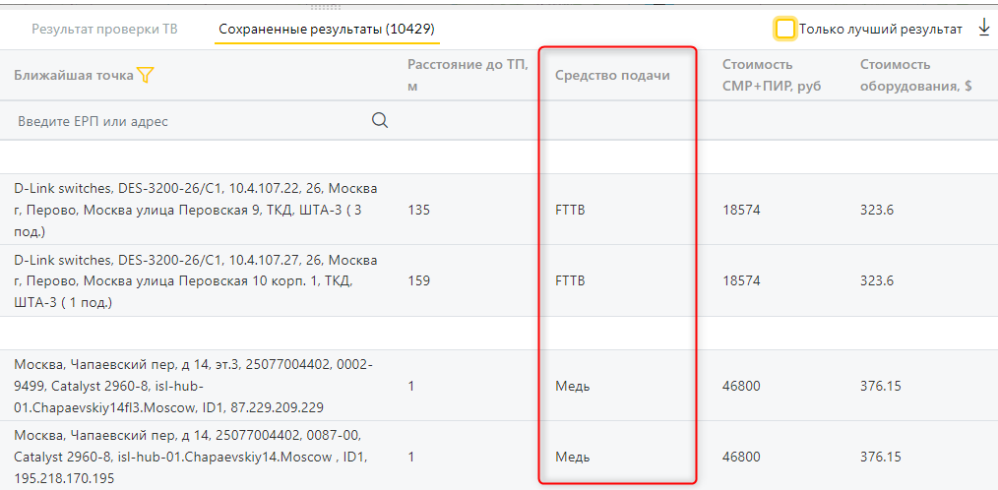 Результат проверки ТВ
Сохраненные результаты (10429)
Только лучший результат
Ближайшая точка
Расстояние до ТП,
м
Средство подачи
Стоимость
СМР+ПИР, руб
Стоимость
оборудования, $
Введите ЕРП или адрес
D-Link switches, DES-3200-26/C1, 10.4.107.22, 26, Москва
г, Перово, Москва улица Перовская 9, ТКД, ШТА-3 ( 3
под.)
135
FTTB
18574
323.6
D-Link switches, DES-3200-26/C1, 10.4.107.27, 26, Москва
г, Перово, Москва улица Перовская 10 корп. 1, ТКД,
ШТА-3 ( 1 под.)
159
FTTB
18574
323.6
Москва, Чапаевский пер, д 14, эт.3, 25077004402, 0002-
9499, Catalyst 2960-8, isl-hub-
01.Chapaevskiy14fl3.Moscow, ID1, 87.229.209.229
1
Медь
46800
376.15
Москва, Чапаевский пер, д 14, 25077004402, 0087-00,
Catalyst 2960-8, isl-hub-01.Chapaevskiy14.Moscow , ID1,
195.218.170.195
1
Медь
46800
376.15